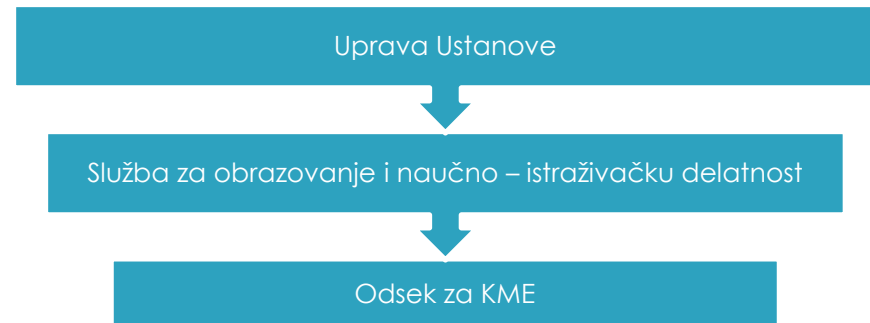 Uprava Ustanove
Služba za obrazovanje i naučno – istraživačku delatnost
Odsek za KME